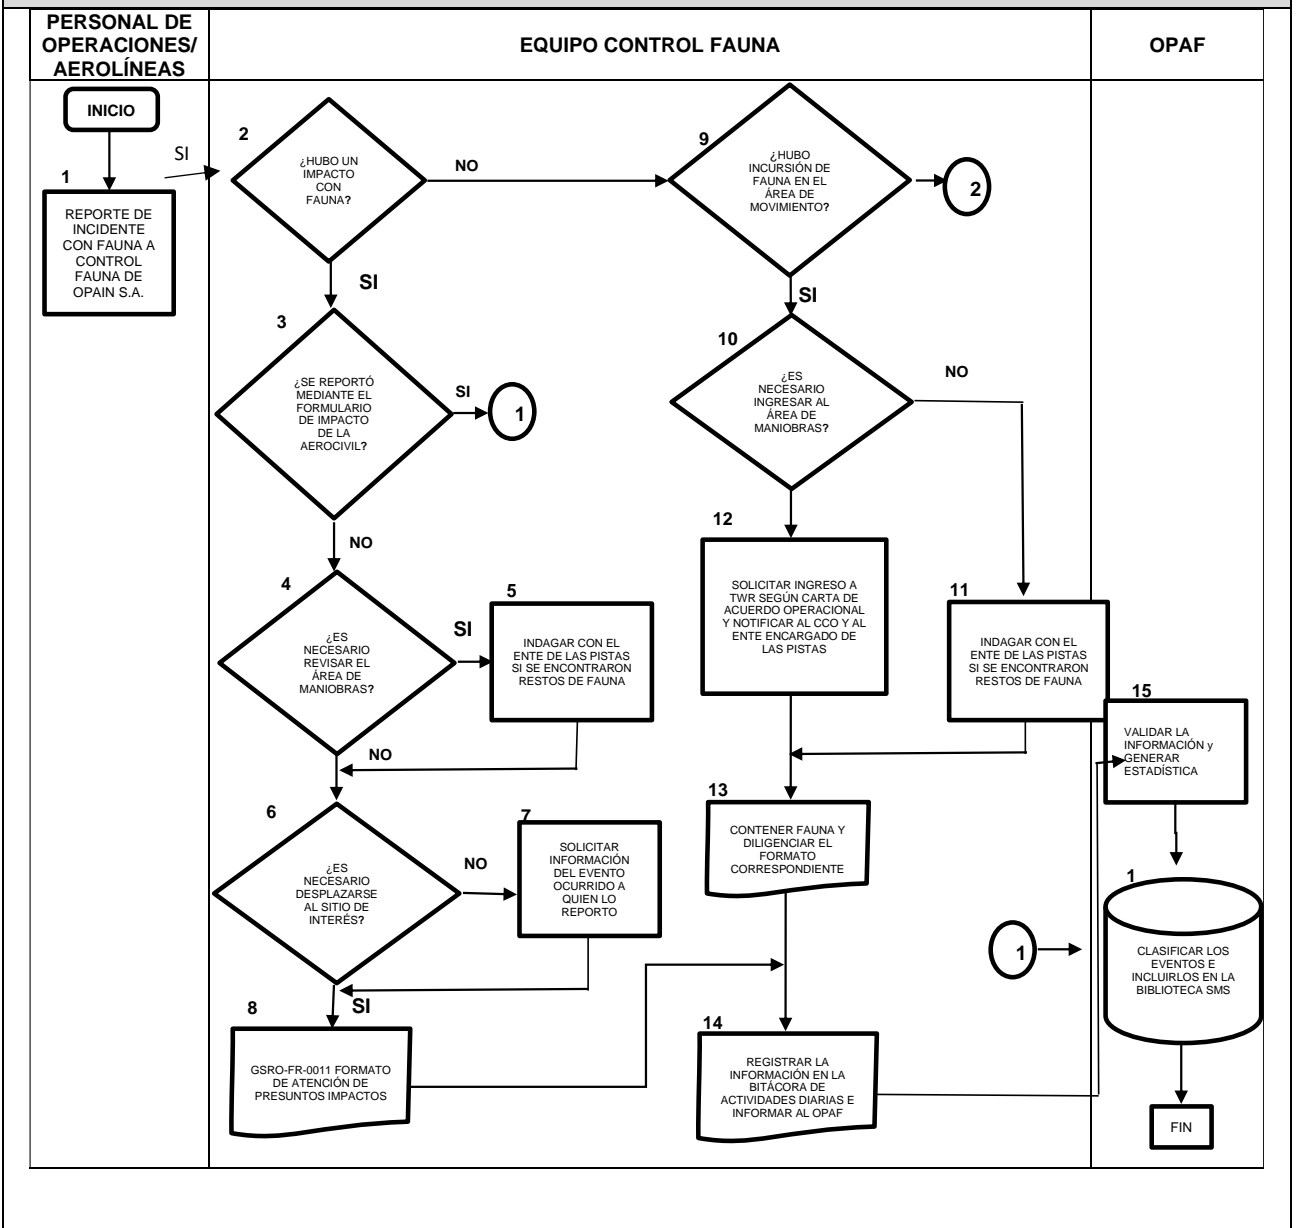 PERSONAL DE
OPERACIONES/
AEROLÍNEAS
EQUIPO CONTROL FAUNA
OPAF
INICIO
1
REPORTE DE
INCIDENTE
CON FAUNA A
CONTROL
FAUNA DE
OPAIN S.A.
SI
2
¿HUBO UN
IMPACTO
CON
FAUNA?
NO
SI
9
¿HUBO
INCURSIÓN DE
FAUNA EN EL
ÁREA DE
MOVIMIENTO?
2
SI
3
¿SE REPORTÓ
MEDIANTE EL
FORMULARIO
DE IMPACTO
DE LA
AEROCIVIL?
SI
1
NO
10
¿ES
NECESARIO
INGRESAR AL
ÁREA DE
MANIOBRAS?
NO
4
¿ES
NECESARIO
REVISAR EL
ÁREA DE
MANIOBRAS?
SI
NO
5
INDAGAR CON EL
ENTE DE LAS PISTAS
SI SE ENCONTRARON
RESTOS DE FAUNA
12
SOLICITAR INGRESO A
TWR SEGÚN CARTA DE
ACUERDO OPERACIONAL
Y NOTIFICAR AL CCO Y AL
ENTE ENCARGADO DE
LAS PISTAS
11
INDAGAR CON EL
ENTE DE LAS PISTAS
SI SE ENCONTRARON
RESTOS DE FAUNA
15
VALIDAR LA
INFORMACIÓN y
GENERAR
ESTADÍSTICA
6
¿ES
NECESARIO
DESPLAZARSE
AL SITIO DE
INTERÉS?
NO
SI
7
SOLICITAR
INFORMACIÓN
DEL EVENTO
OCURRIDO A
QUIEN LO
REPORTO
13
CONTENER FAUNA Y
DILIGENCIAR EL
FORMATO
CORRESPONDIENTE
1
1
CLASIFICAR LOS
EVENTOS E
INCLUIRLOS EN LA
BIBLIOTECA SMS
8
GSRO-FR-0011 FORMATO
DE ATENCIÓN DE
PRESUNTOS IMPACTOS
14
REGISTRAR LA
INFORMACIÓN EN LA
BITÁCORA DE
ACTIVIDADES DIARIAS E
INFORMAR AL OPAF
FIN